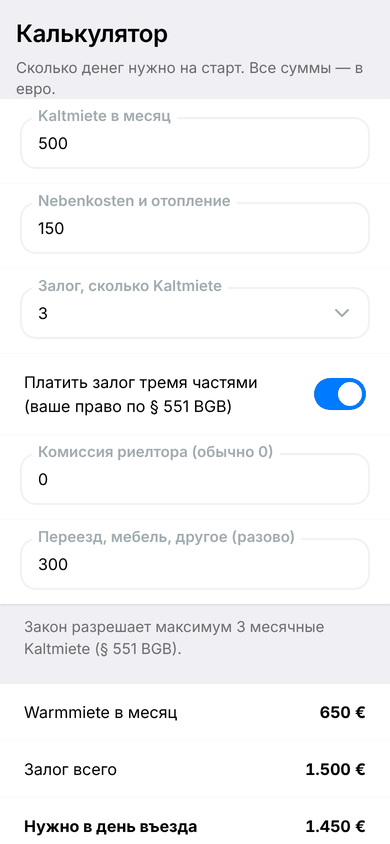 Калькулятор
Сколько денег нужно на старт. Все суммы — в
евро.
Kaltmiete в месяц
500
Nebenkosten и отопление
150
Залог, сколько Kaltmiete
3
Платить залог тремя частями
(ваше право по § 551 BGB)
Комиссия риелтора (обычно 0)
0
Переезд, мебель, другое (разово)
300
Закон разрешает максимум 3 месячные
Kaltmiete (§ 551 BGB).
Warmmiete в месяц 650 €
Залог всего 1.500 €
Нужно в день въезда 1.450 €